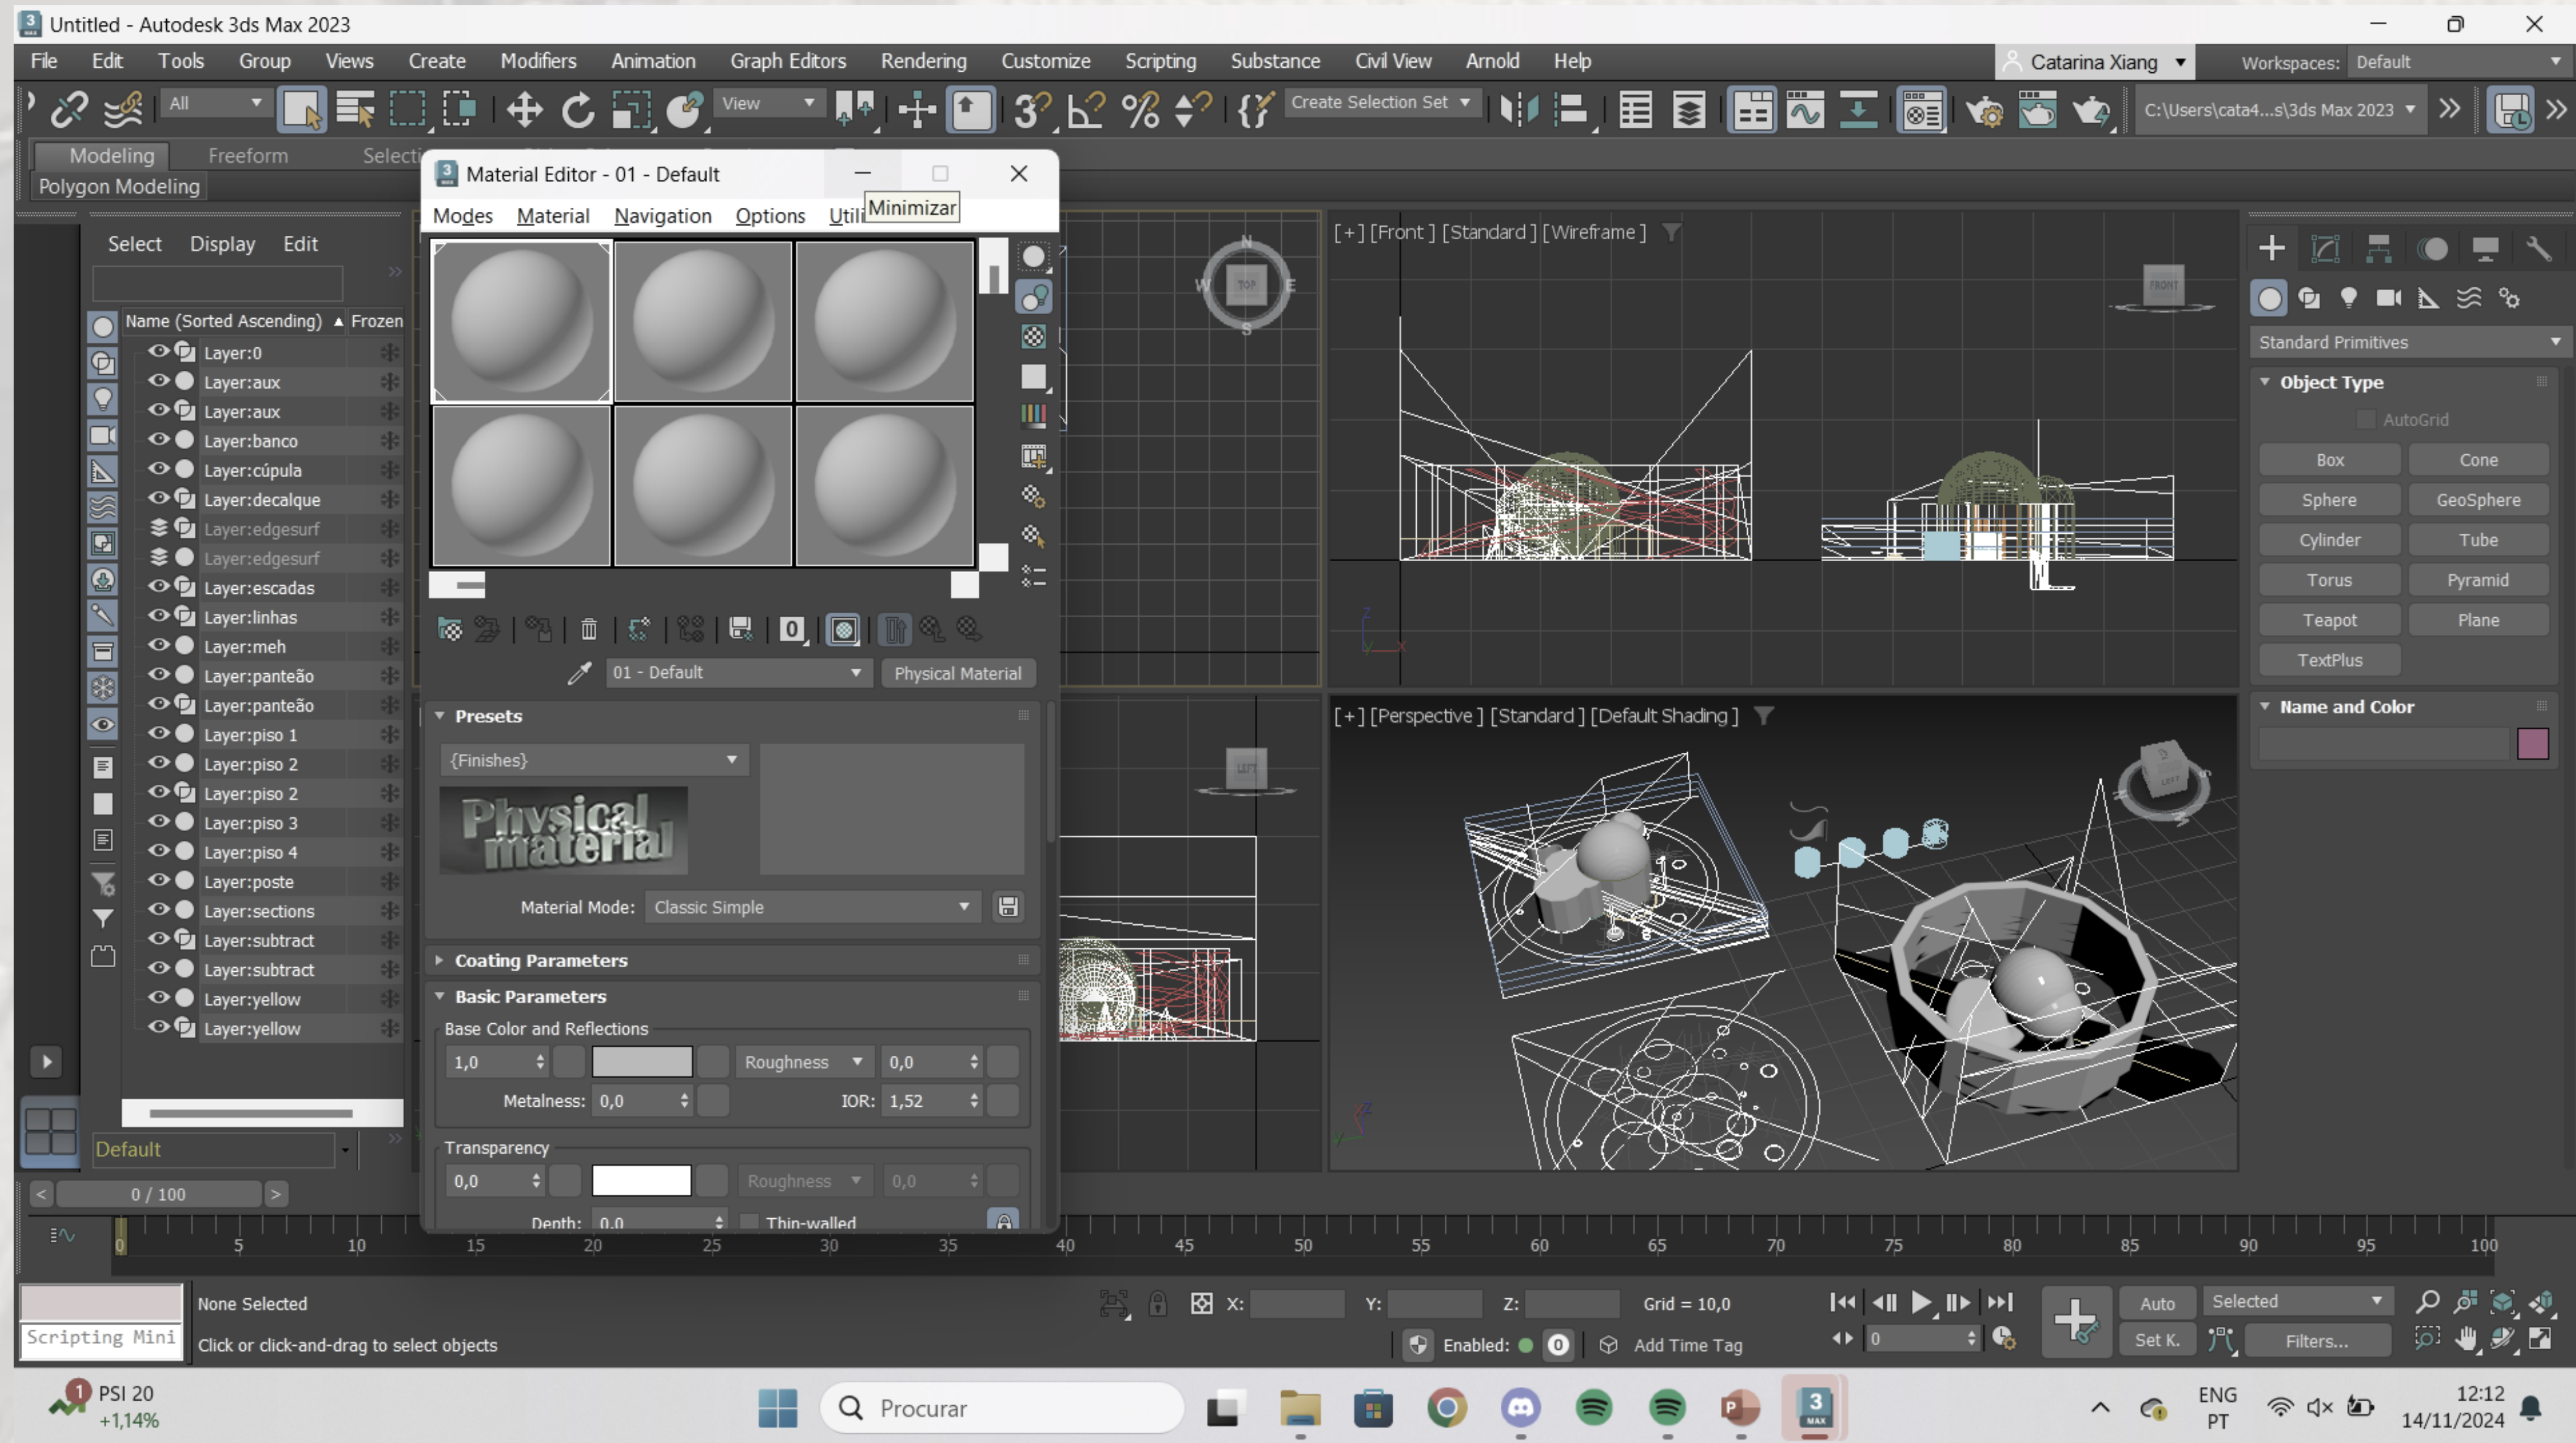 Untitled - Autodesk 3ds Max 2023
File Edit Tools Group Views Create Modifiers Animation Graph Editors Rendering Customize Scripting Substance Civil View Arnold Help
Catarina Xiang
Workspaces: Default
All
View
Create Selection Set
C:\Users\cata4...s\3ds Max 2023
Modeling Freeform Selecti
Polygon Modeling
Select Display Edit
Name (Sorted Ascending) Frozen
Layer:0
Layer:aux
Layer:aux
Layer:banco
Layer:cúpula
Layer:decalque
Layer:edgesurf
Layer:edgesurf
Layer:escadas
Layer:linhas
Layer:meh
Layer:panteão
Layer:panteão
Layer:piso 1
Layer:piso 2
Layer:piso 2
Layer:piso 3
Layer:piso 4
Layer:poste
Layer:sections
Layer:subtract
Layer:subtract
Layer:yellow
Layer:yellow
Default
Material Editor - 01 - Default
Minimizar
Modes Material Navigation Options Utili
0
01 - Default
Physical Material
Presets
{Finishes}
Physical material
Material Mode: Classic Simple
Coating Parameters
Basic Parameters
Base Color and Reflections
1,0 Roughness 0,0
Metalness: 0,0 IOR: 1,52
Transparency
0,0 Roughness 0,0
Depth: 0,0 Thin-walled
N
W TOP E
S
[+] [Front ] [Standard ] [Wireframe ]
FRONT
LEFT
[+] [Perspective ] [Standard ] [Default Shading ]
LEFT
Standard Primitives
Object Type
AutoGrid
Box Cone
Sphere GeoSphere
Cylinder Tube
Torus Pyramid
Teapot Plane
TextPlus
Name and Color
< 0 / 100 >
0 5 10 15 20 25 30 35 40 45 50 55 60 65 70 75 80 85 90 95 100
None Selected
X: Y: Z: Grid = 10,0
Auto Selected
Scripting Mini
Click or click-and-drag to select objects
Enabled: 0 Add Time Tag
0
Set K. Filters...
1
PSI 20
+1,14%
Procurar
ENG
PT
12:12
14/11/2024